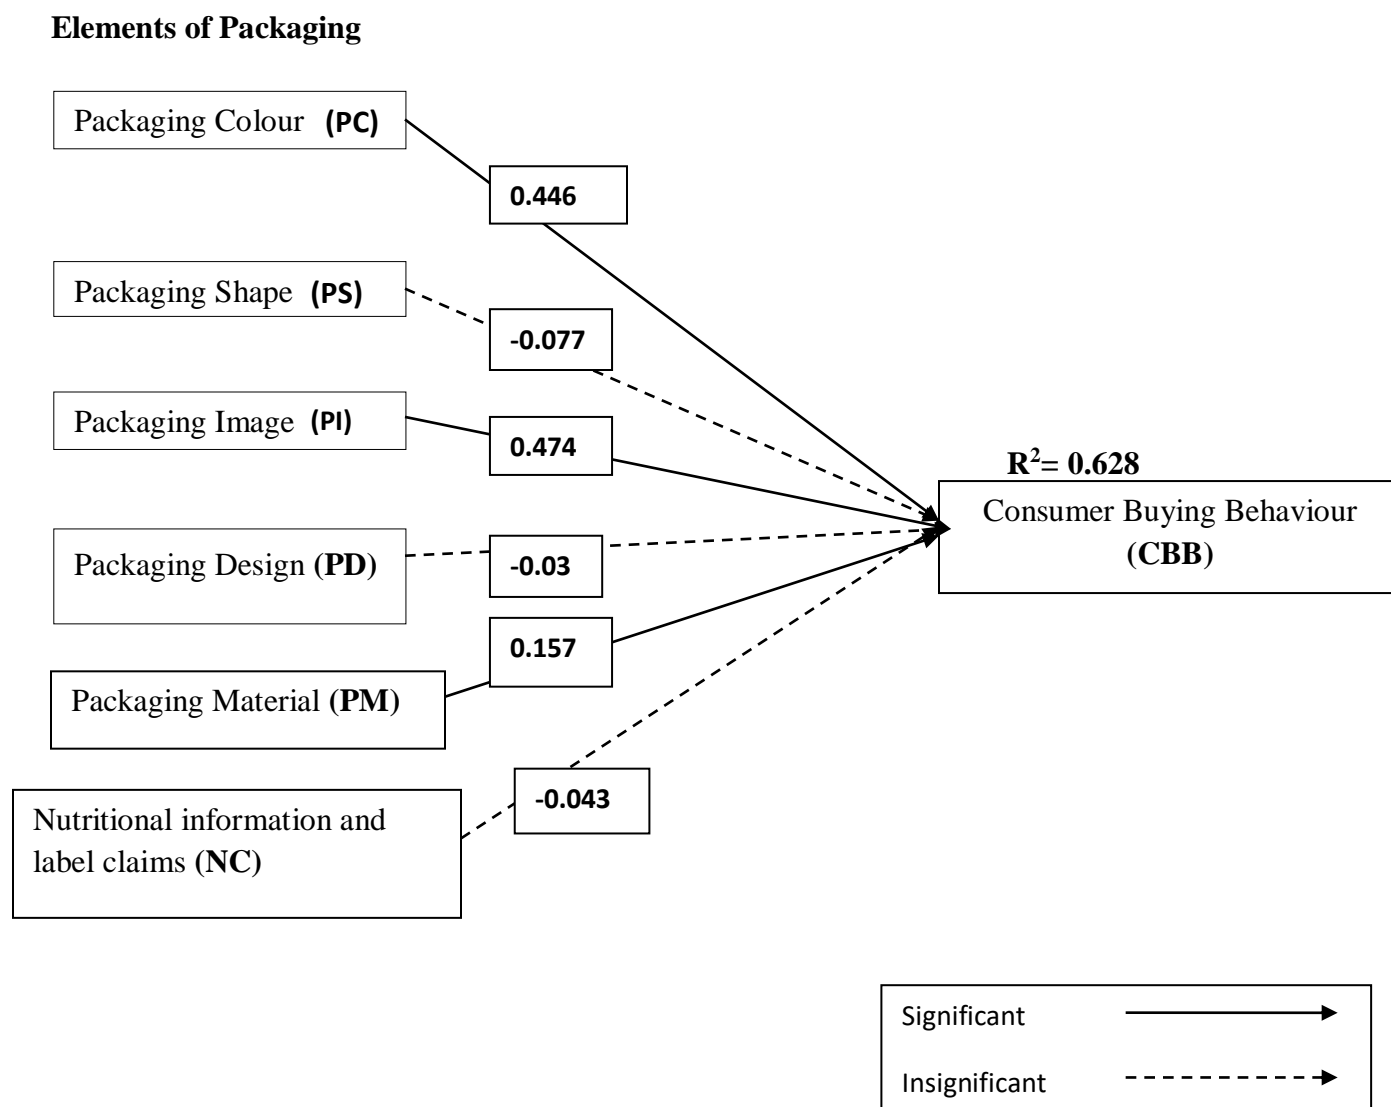 Elements of Packaging
Packaging Colour (PC)
0.446
Packaging Shape (PS)
-0.077
Packaging Image (PI)
0.474
R²= 0.628
Consumer Buying Behaviour
(CBB)
Packaging Design (PD)
-0.03
0.157
Packaging Material (PM)
-0.043
Nutritional information and
label claims (NC)
Significant
Insignificant